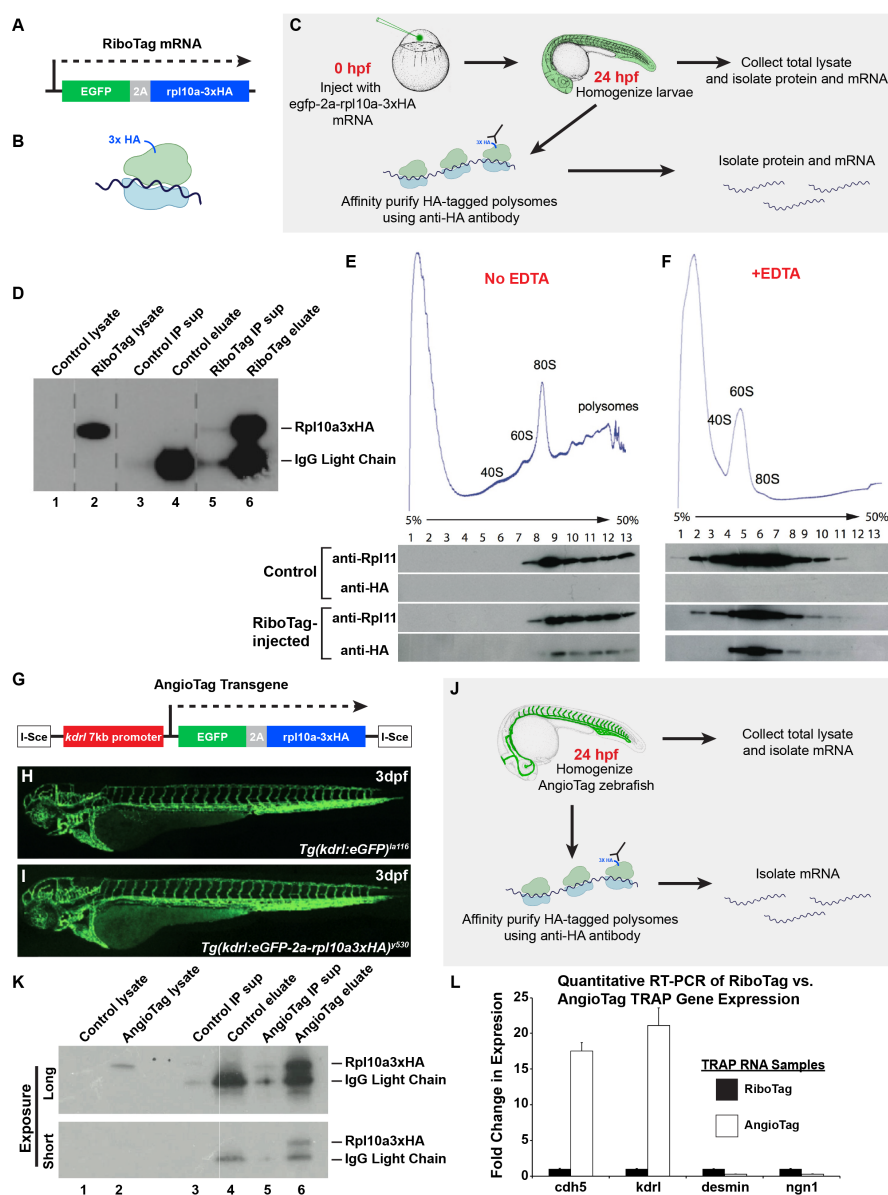 A
RiboTag mRNA
EGFP 2A rpl10a-3xHA
B
3x HA
C
0 hpf
Inject with
egfp-2a-rpl10a-3xHA
mRNA
24 hpf
Homogenize larvae
Collect total lysate
and isolate protein and mRNA
3X HA
Affinity purify HA-tagged polysomes
using anti-HA antibody
Isolate protein and mRNA
D
Control lysate
RiboTag lysate
Control IP sup
Control eluate
RiboTag IP sup
RiboTag eluate
Rpl10a3xHA
IgG Light Chain
1 2 3 4 5 6
E
No EDTA
40S
60S
80S
polysomes
5% 50%
1 2 3 4 5 6 7 8 9 10 11 12 13
F
+EDTA
40S
60S
80S
5% 50%
1 2 3 4 5 6 7 8 9 10 11 12 13
Control
anti-Rpl11
anti-HA
RiboTag-
injected
anti-Rpl11
anti-HA
G
AngioTag Transgene
I-Sce kdrl 7kb promoter EGFP 2A rpl10a-3xHA I-Sce
H
3dpf
Tg(kdrl:eGFP)la116
I
3dpf
Tg(kdrl:eGFP-2a-rpl10a3xHA)y530
J
24 hpf
Homogenize
AngioTag zebrafish
Collect total lysate
and isolate mRNA
3X HA
Affinity purify HA-tagged polysomes
using anti-HA antibody
Isolate mRNA
K
Control lysate
AngioTag lysate
Control IP sup
Control eluate
AngioTag IP sup
AngioTag eluate
Exposure
Long
Rpl10a3xHA
IgG Light Chain
Short
Rpl10a3xHA
IgG Light Chain
1 2 3 4 5 6
L
Quantitative RT-PCR of RiboTag vs.
AngioTag TRAP Gene Expression
Fold Change in Expresion
25
20
15
10
5
0
TRAP RNA Samples
RiboTag
AngioTag
cdh5 kdrl desmin ngn1